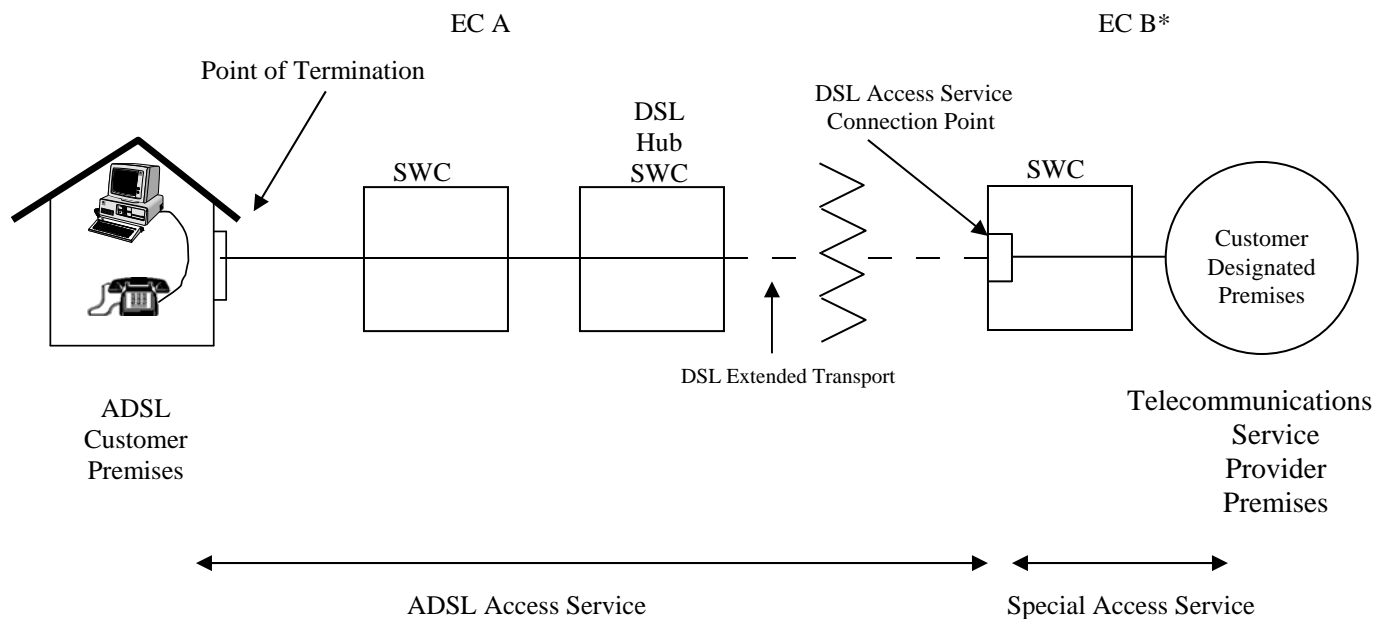 EC A
EC B*
Point of Termination
DSL Access Service
Connection Point
DSL
Hub
SWC
SWC
SWC
Customer
Designated
Premises
DSL Extended Transport
ADSL
Customer
Premises
Telecommunications
Service
Provider
Premises
ADSL Access Service
Special Access Service